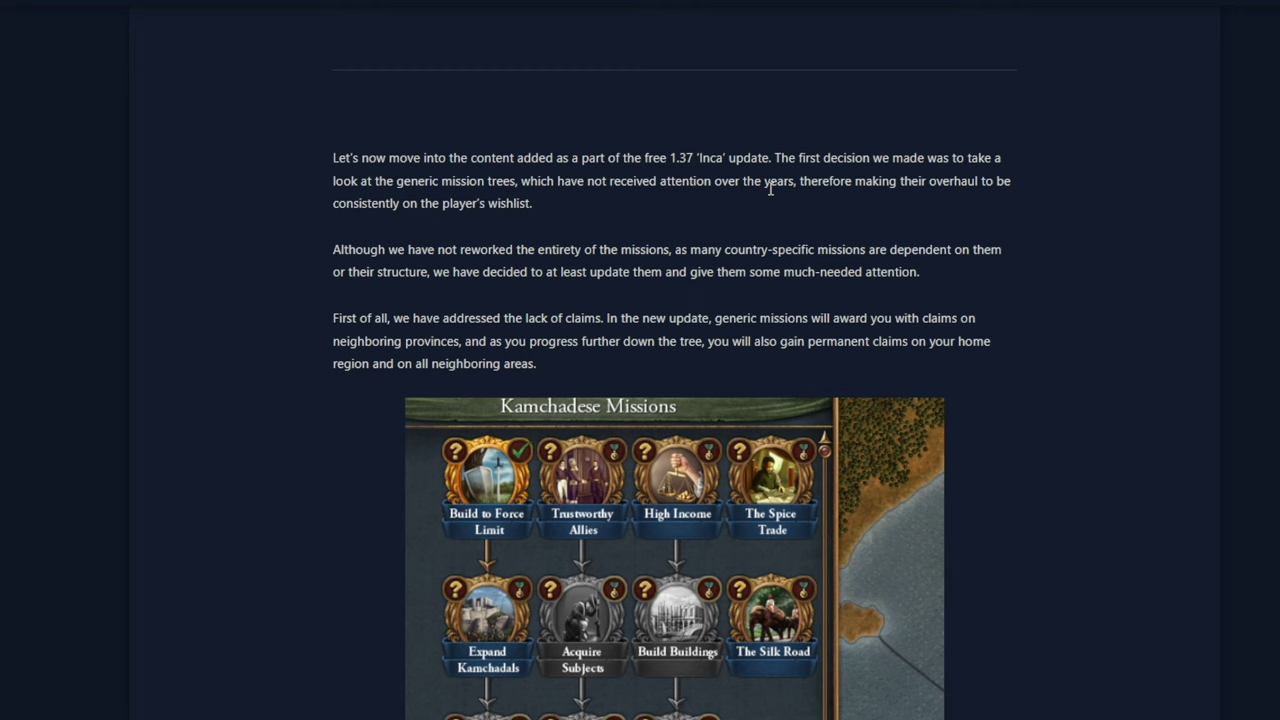 Let's now move into the content added as a part of the free 1.37 ‘Inca’ update. The first decision we made was to take a
look at the generic mission trees, which have not received attention over the years, therefore making their overhaul to be
consistently on the player's wishlist.
Although we have not reworked the entirety of the missions, as many country-specific missions are dependent on them
or their structure, we have decided to at least update them and give them some much-needed attention.
First of all, we have addressed the lack of claims. In the new update, generic missions will award you with claims on
neighboring provinces, and as you progress further down the tree, you will also gain permanent claims on your home
region and on all neighboring areas.
Kamchadese Missions
Build to Force
Limit
Trustworthy
Allies
High Income
The Spice
Trade
Expand
Kamchadals
Acquire
Subjects
Build Buildings
The Silk Road